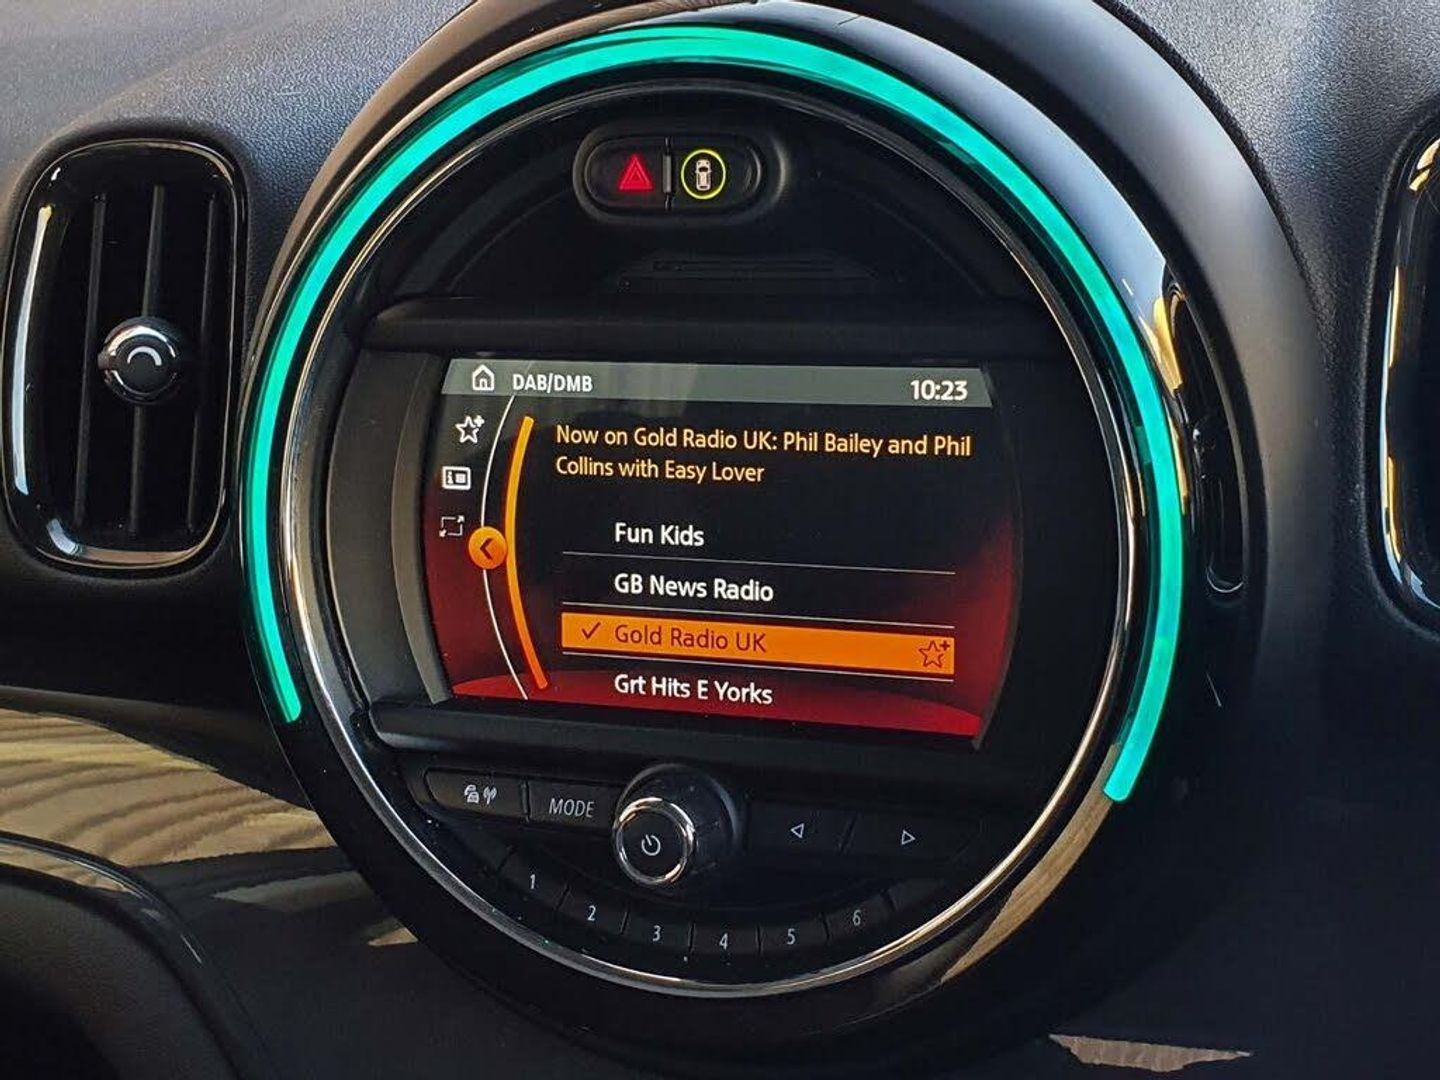 DAB/DMB
10:23
Now on Gold Radio UK: Phil Bailey and Phil
Collins with Easy Lover
Fun Kids
GB News Radio
Gold Radio UK
Grt Hits E Yorks
MODE
1
2
3
4
5
6